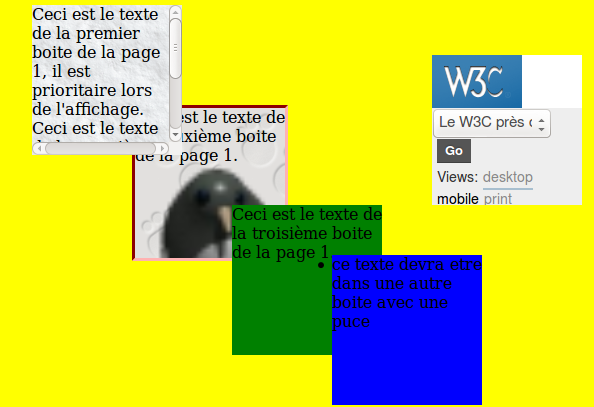 Ceci est le texte
de la premier
boite de la page
1, il est
prioritaire lors
de l'affichage.
Ceci est le texte
st le texte de
uxième boite
de la page 1.
Ceci est le texte de
la troisième boite
de la page 1
ce texte devra etre
dans une autre
boite avec une
puce
W3C
Le W3C près
Go
Views: desktop
mobile print